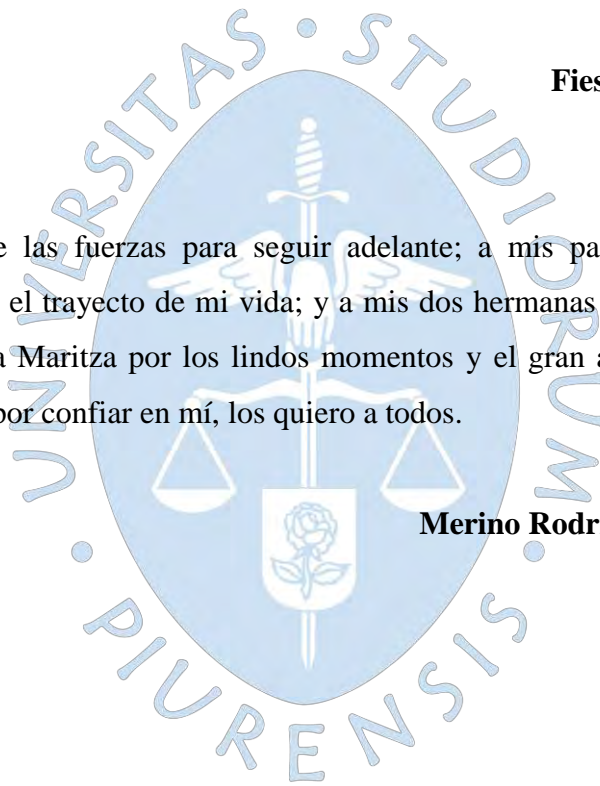 UNIVERSITAS • STUDIORUM • PIURENSIS •
Fies
e las fuerzas para seguir adelante; a mis pa
el trayecto de mi vida; y a mis dos hermanas
a Maritza por los lindos momentos y el gran a
por confiar en mí, los quiero a todos.
Merino Rodr